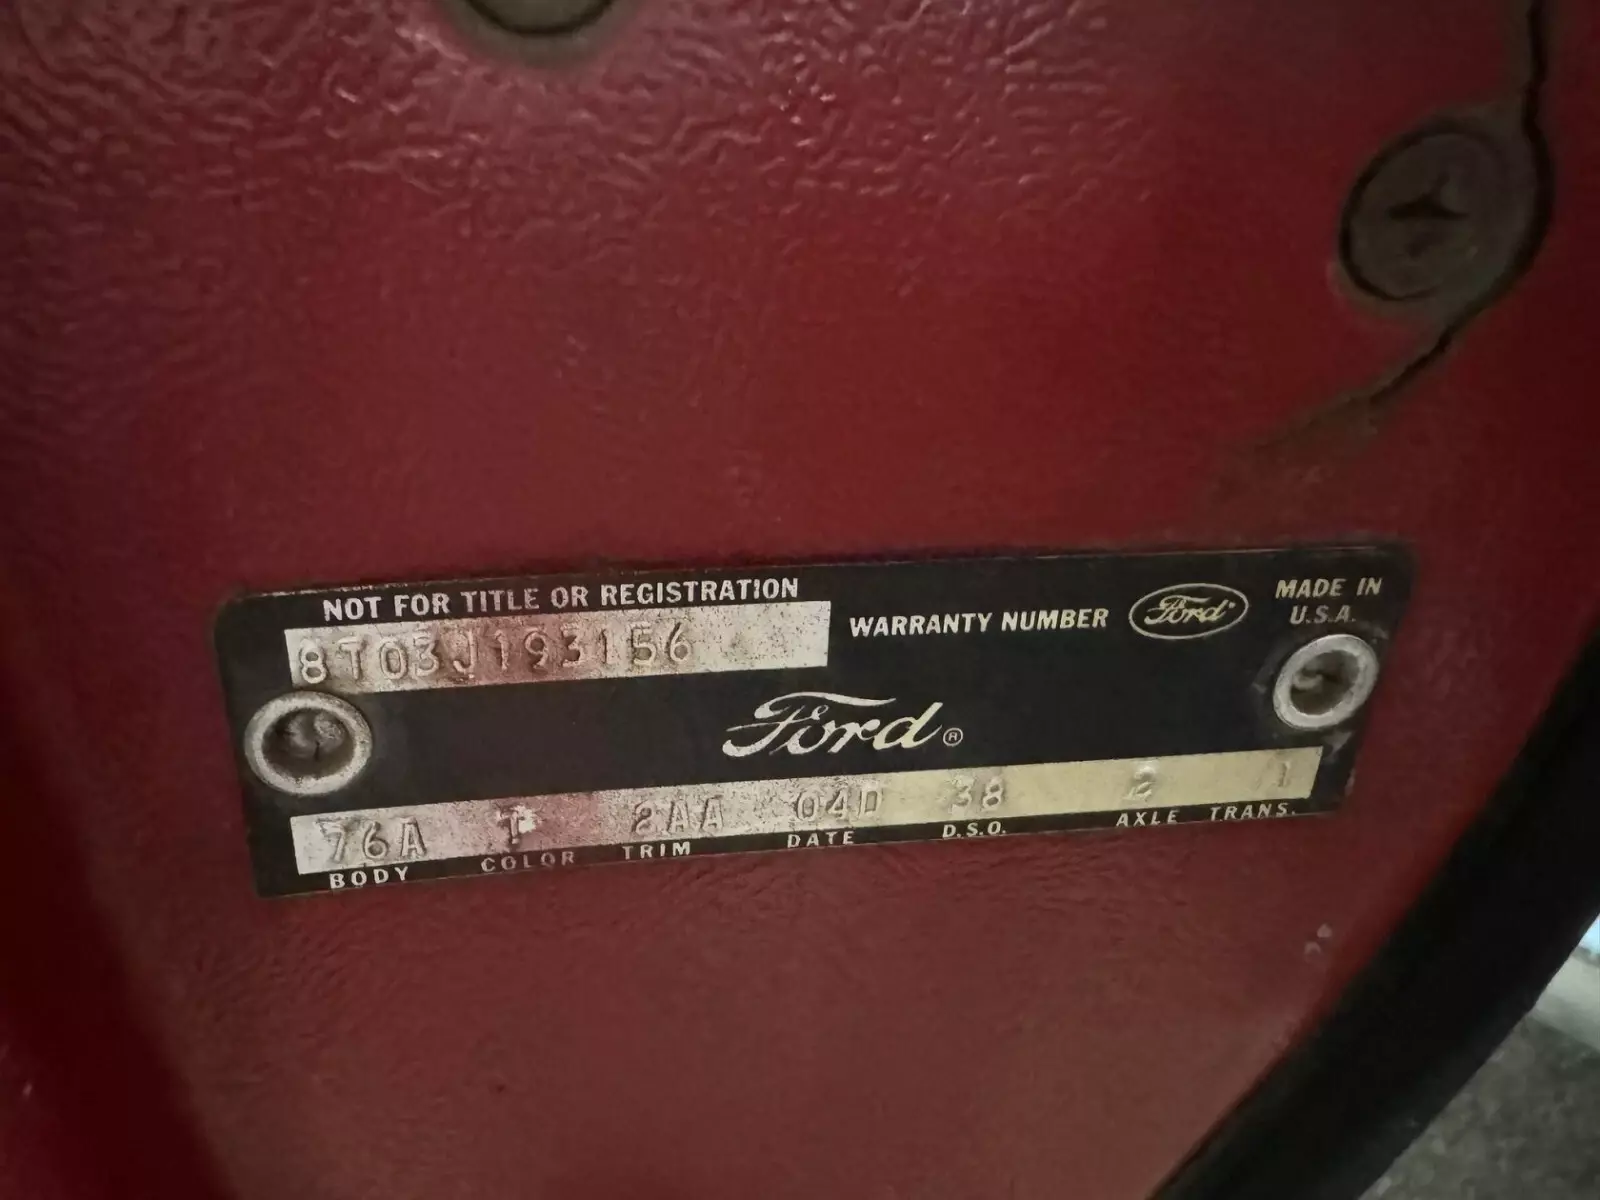 NOT FOR TITLE OR REGISTRATION
8T03J193156
WARRANTY NUMBER
Ford
MADE IN
U.S.A.
Ford®
76A T 2AA 04D 38 2 1
BODY COLOR TRIM DATE D.S.O. AXLE TRANS.